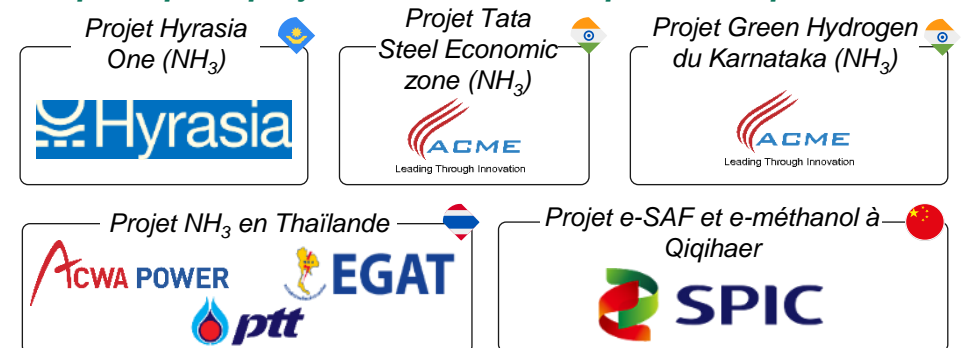 Projet Hyrasia
One (NH₃)
Hyrasia
Projet Tata
Steel Economic
zone (NH₃)
ACME
Leading Through Innovation
Projet Green Hydrogen
du Karnataka (NH₃)
ACME
Leading Through Innovation
Projet NH₃ en Thaïlande
ACWA POWER
EGAT
ptt
Projet e-SAF et e-méthanol à
Qiqihaer
SPIC